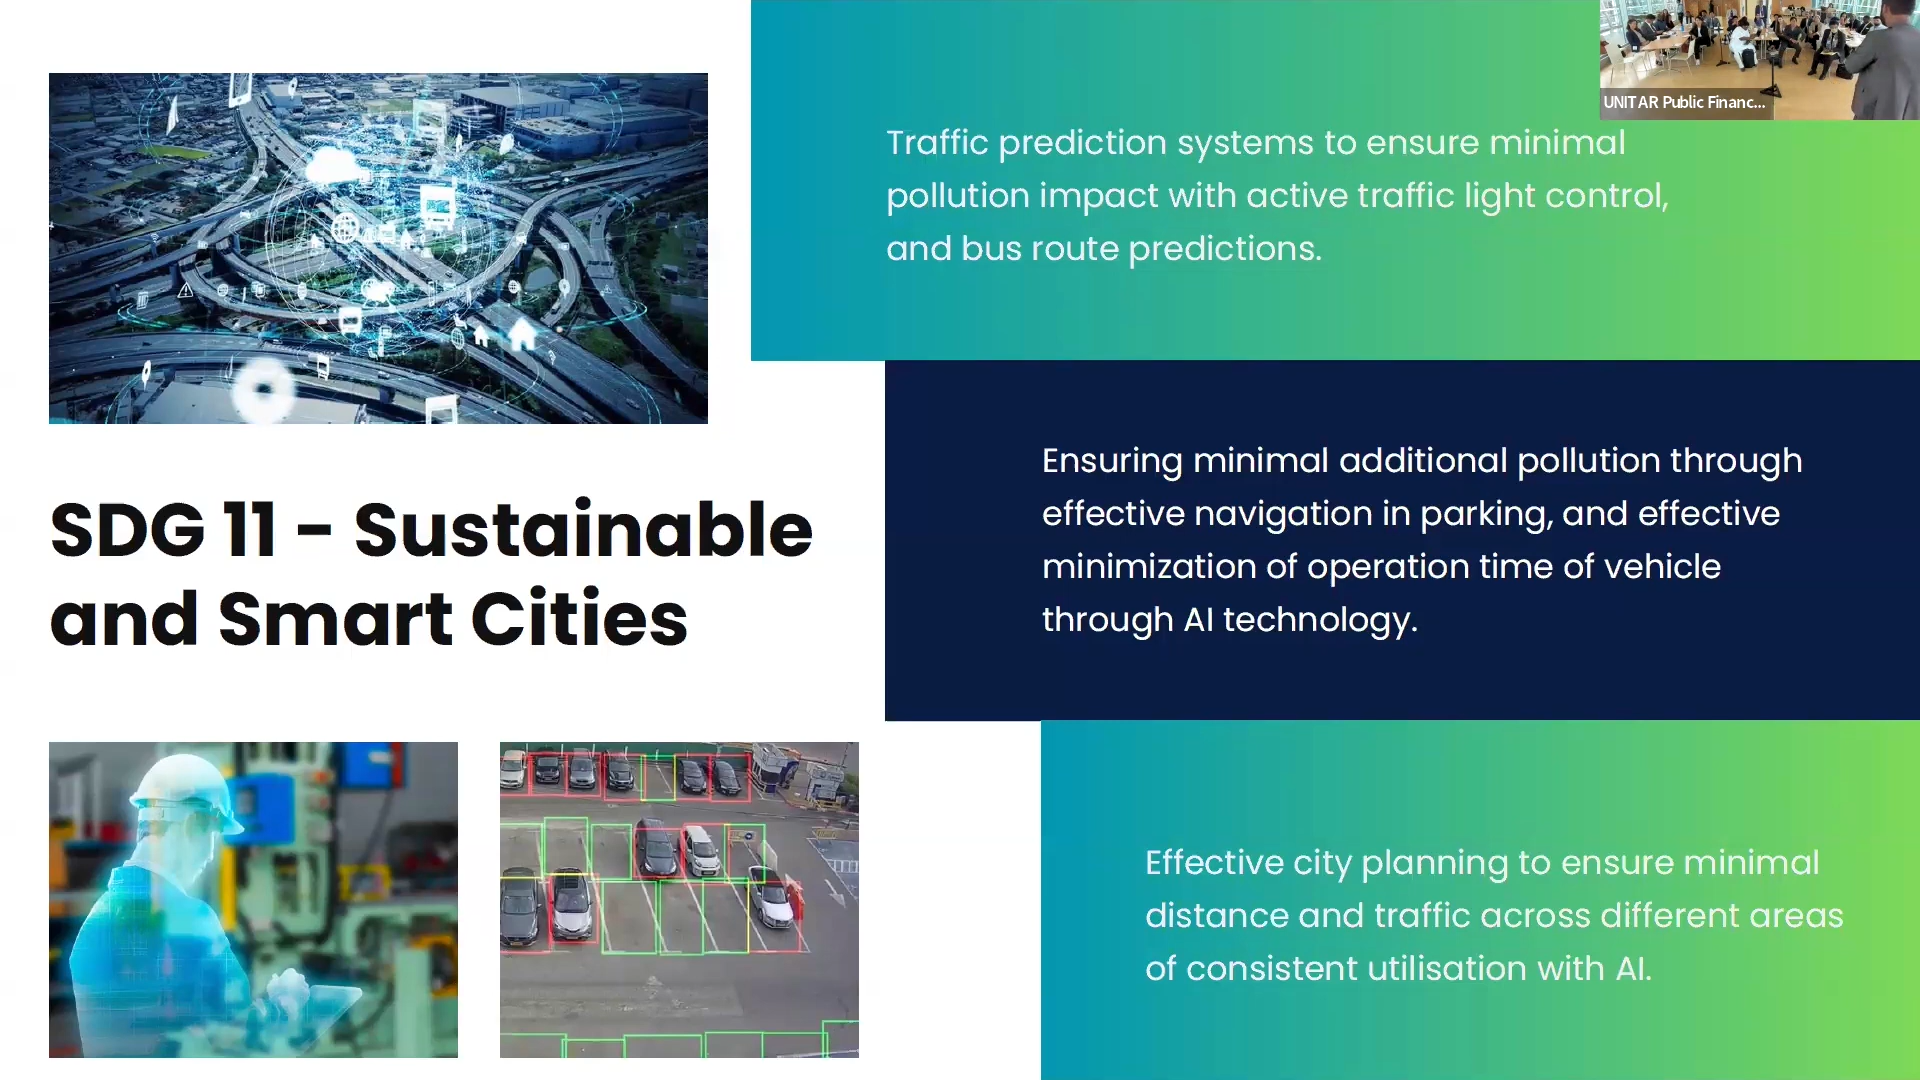 UNITAR Public Financ...
Traffic prediction systems to ensure minimal
pollution impact with active traffic light control,
and bus route predictions.
Ensuring minimal additional pollution through
effective navigation in parking, and effective
minimization of operation time of vehicle
through AI technology.
SDG 11 - Sustainable
and Smart Cities
Effective city planning to ensure minimal
distance and traffic across different areas
of consistent utilisation with AI.